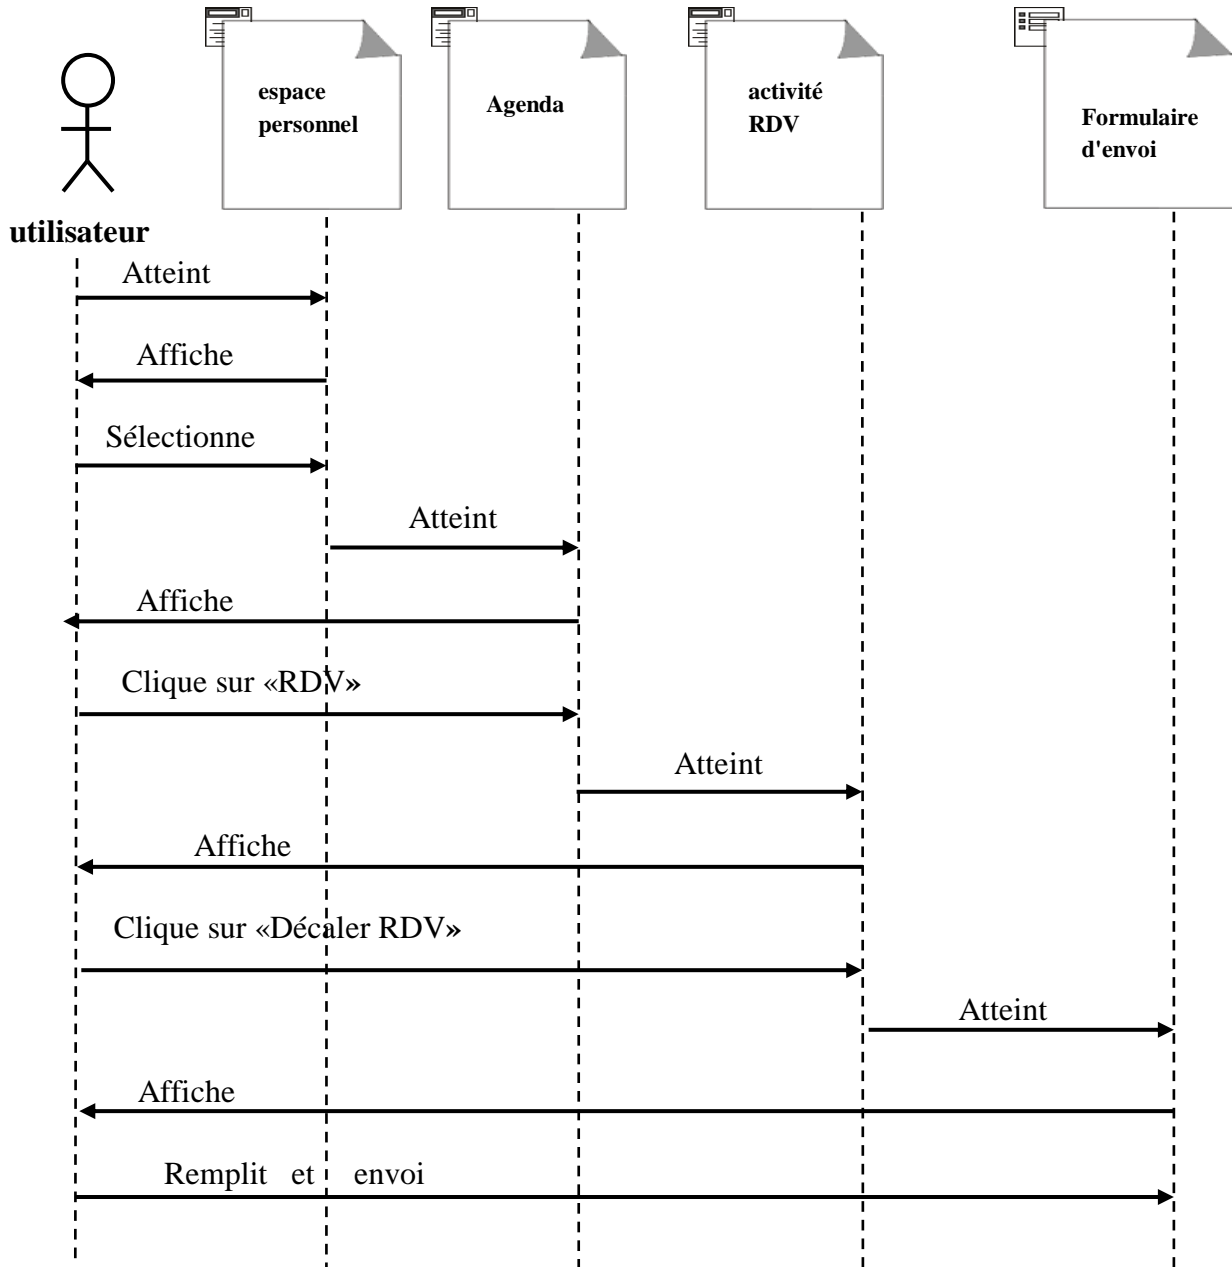 espace
personnel
Agenda
activité
RDV
Formulaire
d'envoi
utilisateur
Atteint
Affiche
Sélectionne
Atteint
Affiche
Clique sur «RDV»
Atteint
Affiche
Clique sur «Décaler RDV»
Atteint
Affiche
Remplit et envoi